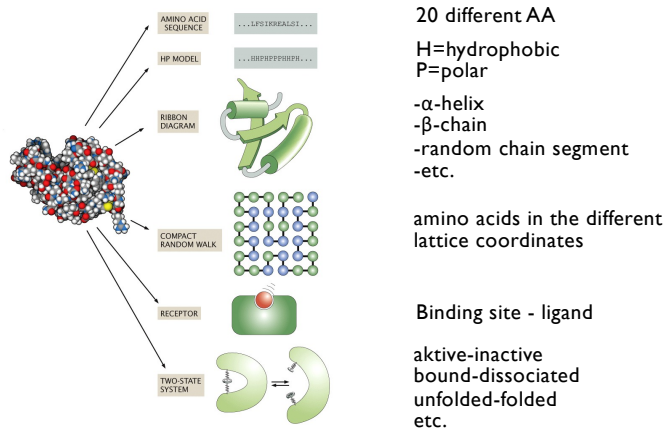 AMINO ACID
SEQUENCE
...LFSIKREALSI...
20 different AA
HP MODEL
...HHPHPPPHHPH...
H=hydrophobic
P=polar
RIBBON
DIAGRAM
-α-helix
-β-chain
-random chain segment
-etc.
COMPACT
RANDOM WALK
amino acids in the different
lattice coordinates
RECEPTOR
Binding site - ligand
TWO-STATE
SYSTEM
aktive-inactive
bound-dissociated
unfolded-folded
etc.